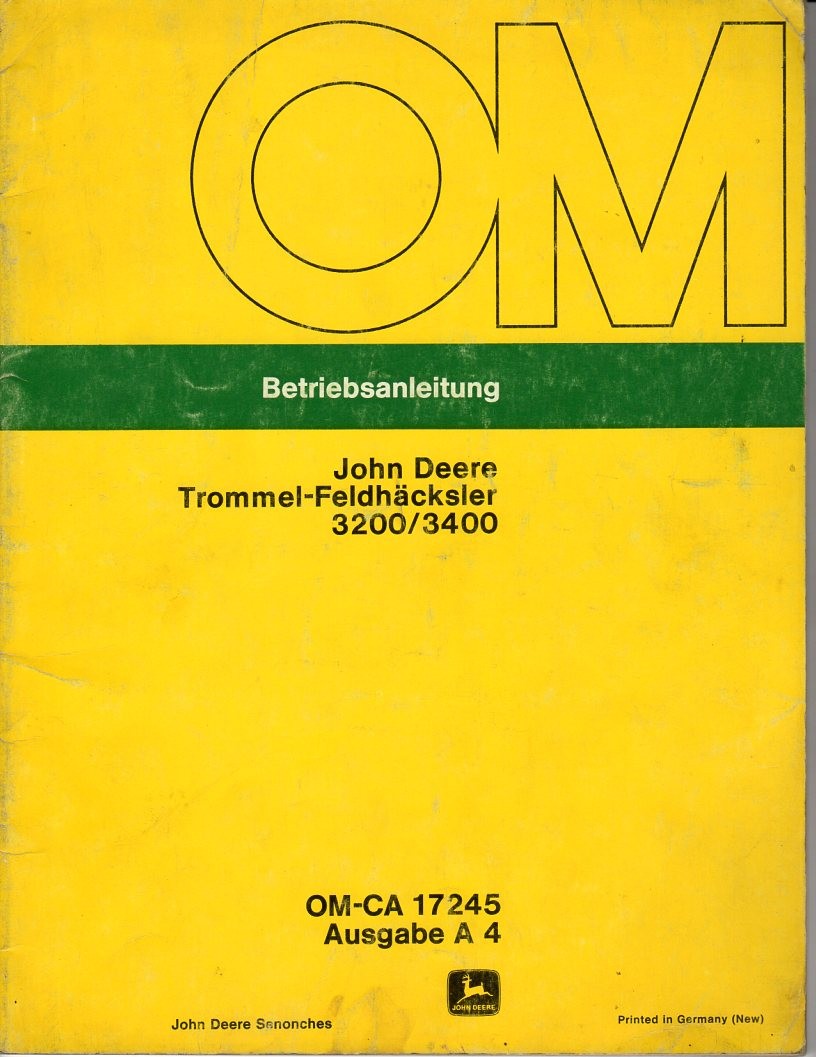 OM
Betriebsanleitung
John Deere
Trommel-Feldhäcksler
3200/3400
OM-CA 17245
Ausgabe A 4
JOHN DEERE
John Deere Senonches
Printed in Germany (New)